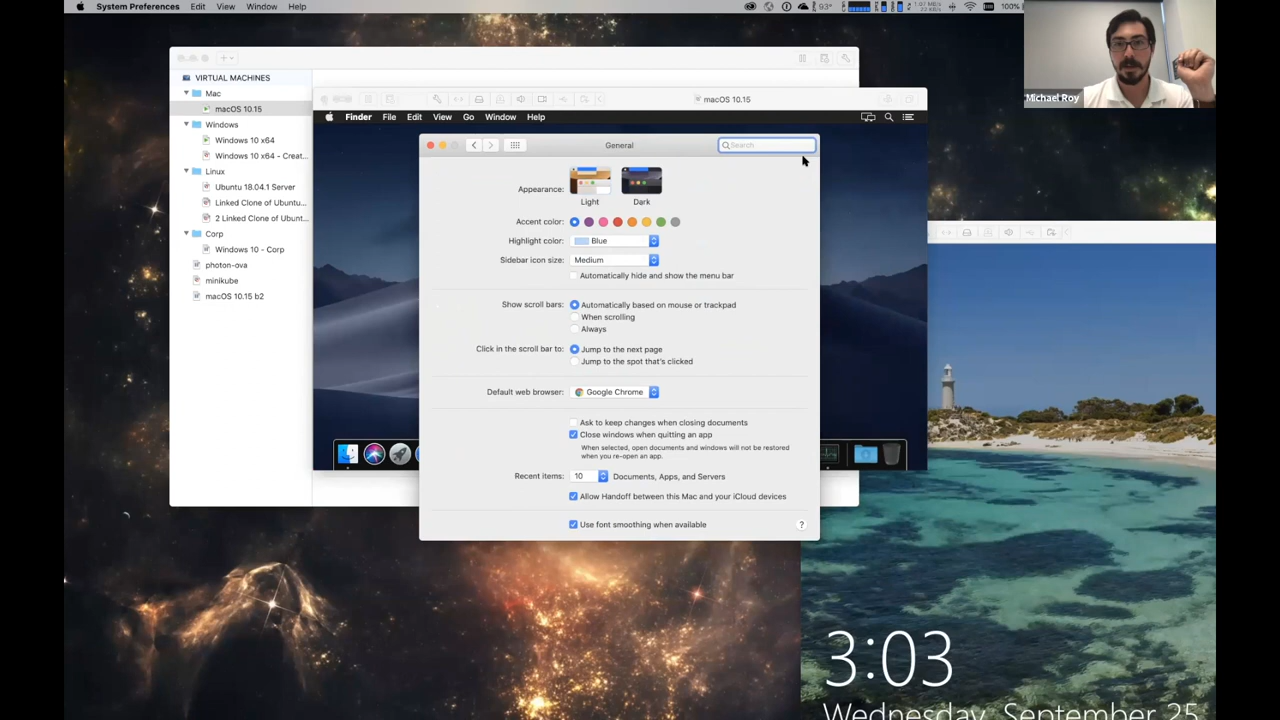 System Preferences Edit View Window Help
93°
100%
Michael Roy
VIRTUAL MACHINES
Mac
macOS 10.15
Windows
Windows 10 x64
Windows 10 x64 - Creat...
Linux
Ubuntu 18.04.1 Server
Linked Clone of Ubuntu...
2 Linked Clone of Ubunt...
Corp
Windows 10 - Corp
photon-ova
minikube
macOS 10.15 b2
macOS 10.15
Finder File Edit View Go Window Help
General
Search
Appearance:
Light Dark
Accent color:
Highlight color: Blue
Sidebar icon size: Medium
Automatically hide and show the menu bar
Show scroll bars: Automatically based on mouse or trackpad
When scrolling
Always
Click in the scroll bar to: Jump to the next page
Jump to the spot that's clicked
Default web browser: Google Chrome
Ask to keep changes when closing documents
Close windows when quitting an app
When selected, open documents and windows will not be restored
when you re-open an app.
Recent items: 10 Documents, Apps, and Servers
Allow Handoff between this Mac and your iCloud devices
Use font smoothing when available
?
3:03
Wednesday, September 25